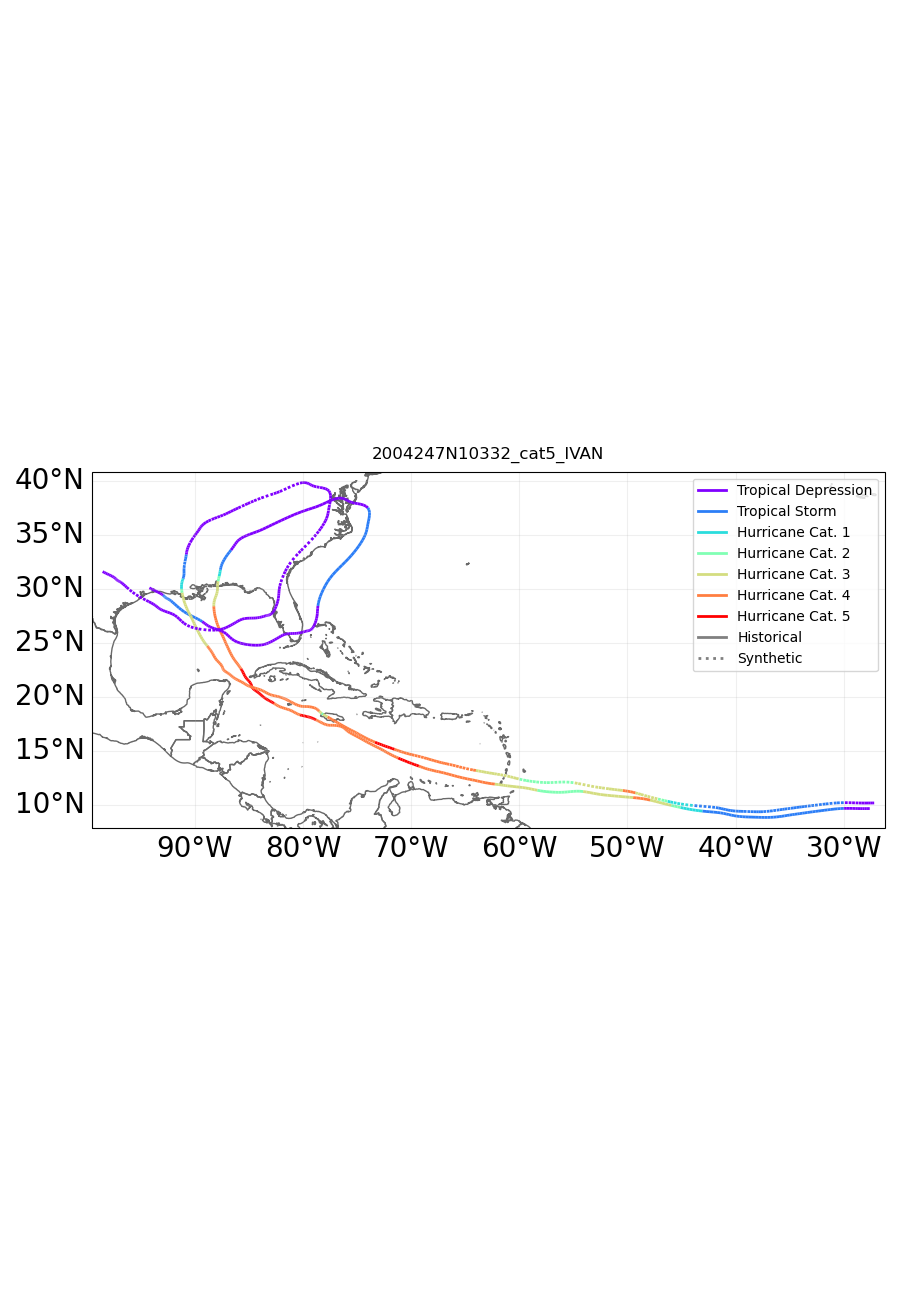 2004247N10332_cat5_IVAN
40°N
35°N
30°N
25°N
20°N
15°N
10°N
90°W 80°W 70°W 60°W 50°W 40°W 30°W
Tropical Depression
Tropical Storm
Hurricane Cat. 1
Hurricane Cat. 2
Hurricane Cat. 3
Hurricane Cat. 4
Hurricane Cat. 5
Historical
Synthetic